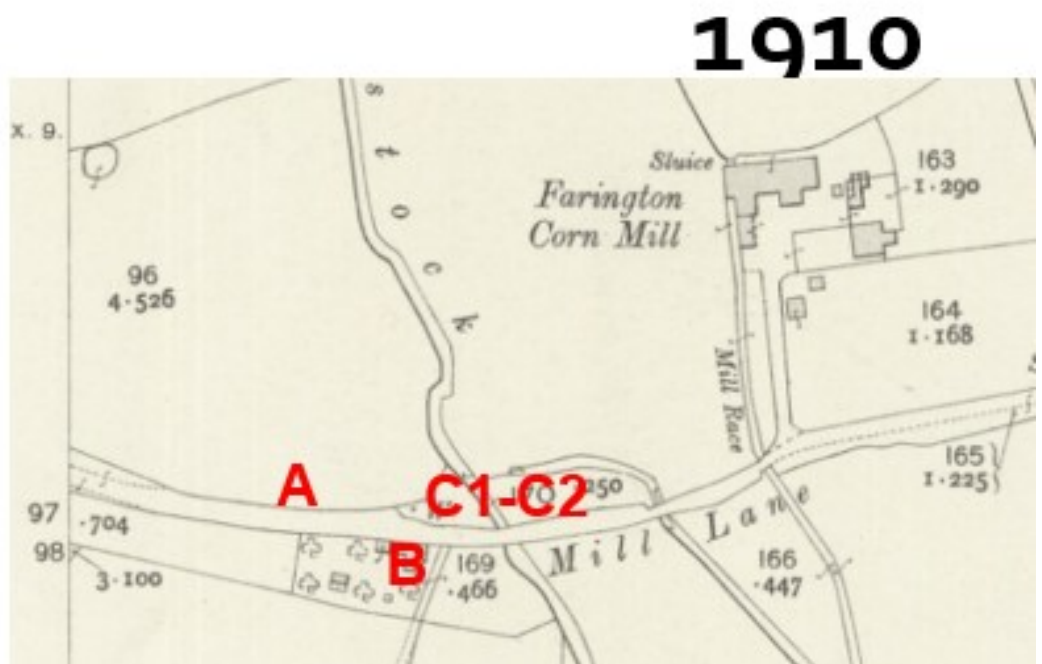 1910
x. 9.
s t o c k
Sluice
163
1·290
Farington
Corn Mill
96
4·526
164
1·168
Mill Race
A
C1-C2
250
165
1·225
97
·704
98
3·100
B
169
·466
Mill Lane
166
·447